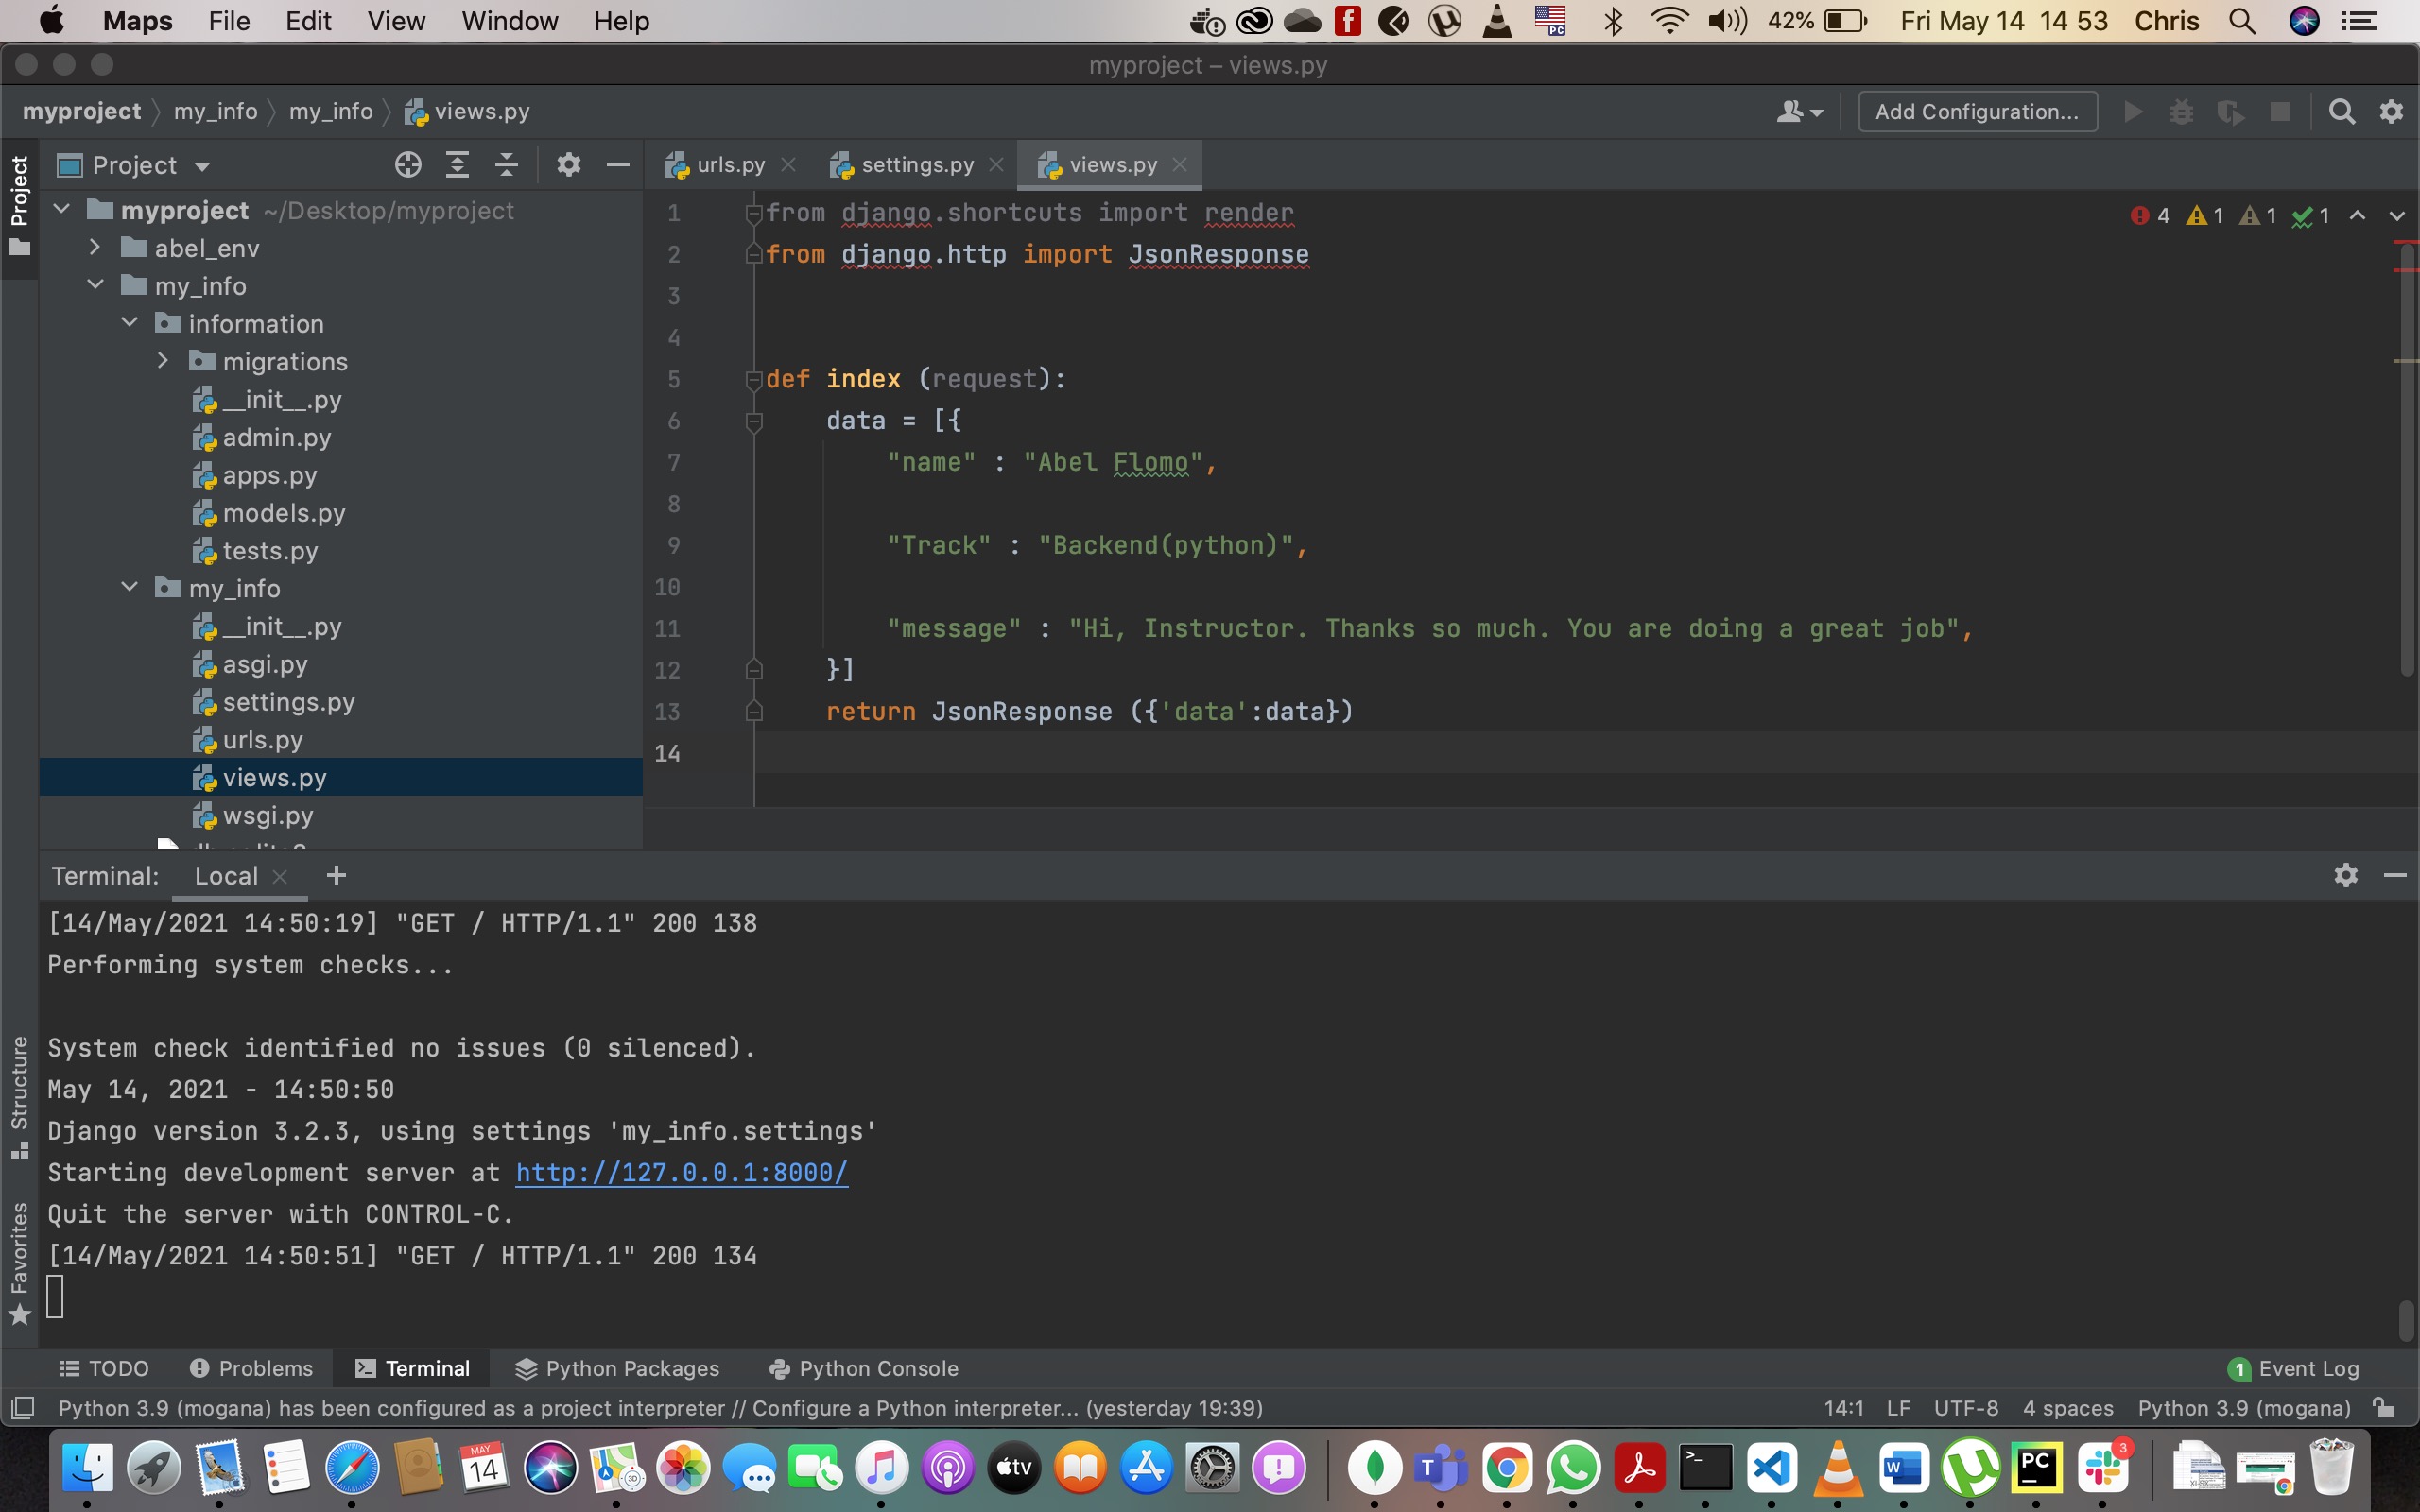 Maps File Edit View Window Help 42% Fri May 14 14 53 Chris
myproject – views.py
myproject my_info my_info views.py Add Configuration...
Project urls.py settings.py views.py
Project
myproject ~/Desktop/myproject
abel_env
my_info
information
migrations
__init__.py
admin.py
apps.py
models.py
tests.py
my_info
__init__.py
asgi.py
settings.py
urls.py
views.py
wsgi.py
4 1 1 1
1 from django.shortcuts import render
2 from django.http import JsonResponse
3
4
5 def index (request):
6 data = [{
7 "name" : "Abel Flomo",
8
9 "Track" : "Backend(python)",
10
11 "message" : "Hi, Instructor. Thanks so much. You are doing a great job",
12 }]
13 return JsonResponse ({'data':data})
14
Terminal: Local
[14/May/2021 14:50:19] "GET / HTTP/1.1" 200 138
Performing system checks...
System check identified no issues (0 silenced).
May 14, 2021 - 14:50:50
Django version 3.2.3, using settings 'my_info.settings'
Starting development server at http://127.0.0.1:8000/
Quit the server with CONTROL-C.
[14/May/2021 14:50:51] "GET / HTTP/1.1" 200 134
Structure
Favorites
TODO Problems Terminal Python Packages Python Console 1 Event Log
Python 3.9 (mogana) has been configured as a project interpreter // Configure a Python interpreter... (yesterday 19:39) 14:1 LF UTF-8 4 spaces Python 3.9 (mogana)
MAY
14
3D
tv
T
W
PC
3
XLSX